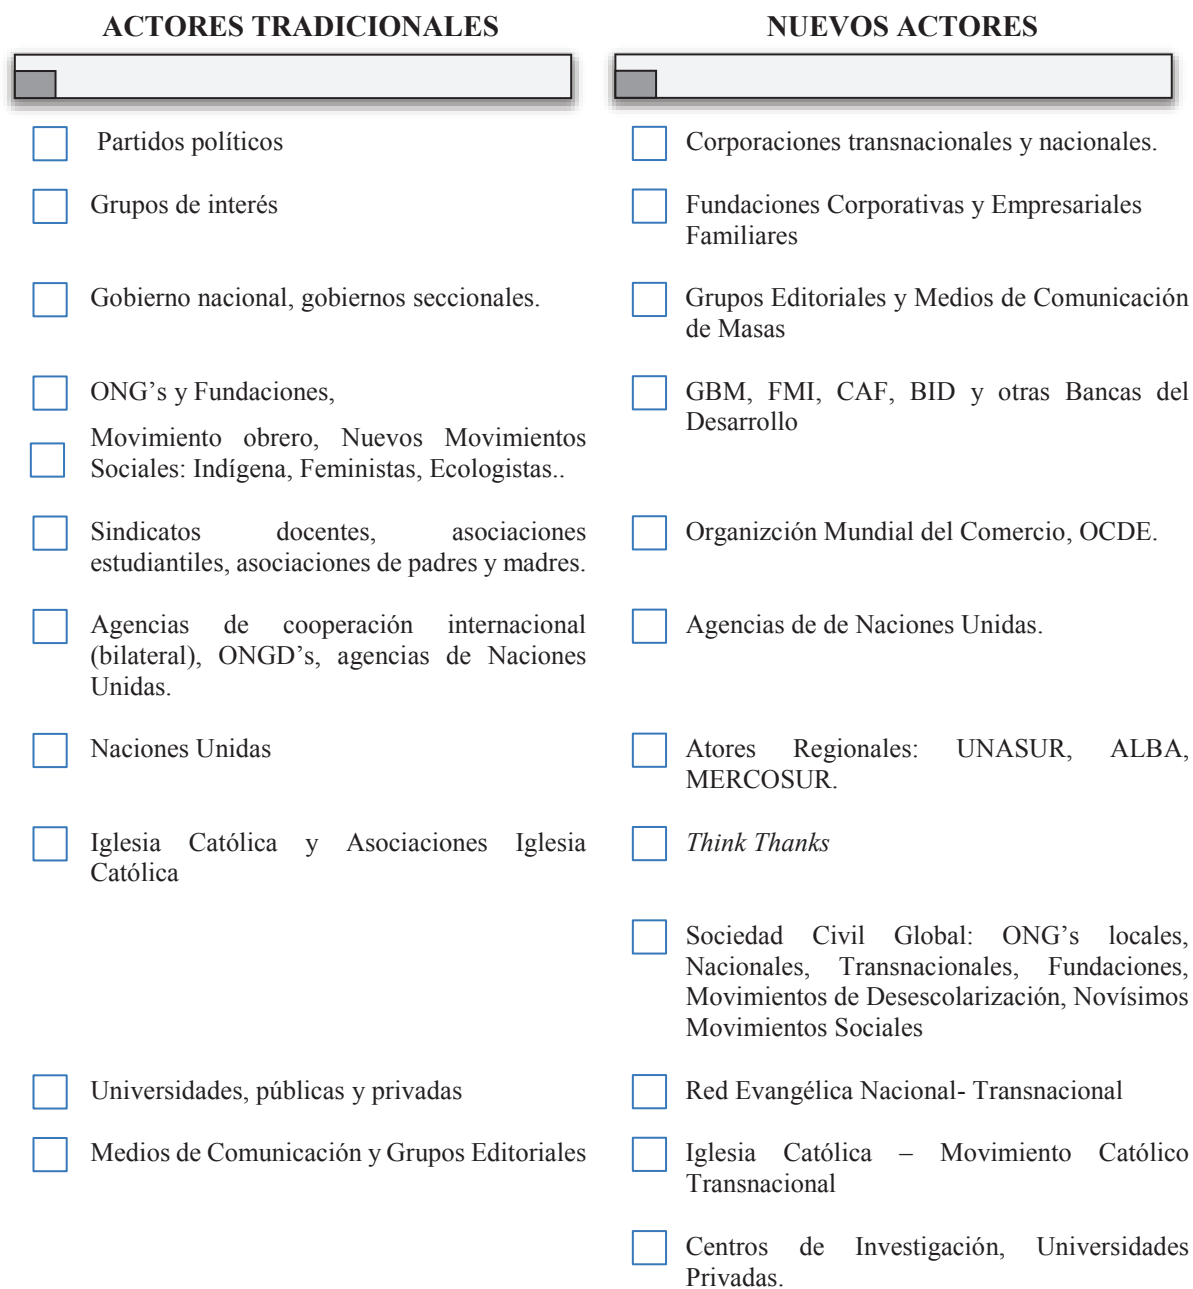 ACTORES TRADICIONALES
Partidos políticos
Grupos de interés
Gobierno nacional, gobiernos seccionales.
ONG’s y Fundaciones,
Movimiento obrero, Nuevos Movimientos
Sociales: Indígena, Feministas, Ecologistas..
Sindicatos docentes, asociaciones
estudiantiles, asociaciones de padres y madres.
Agencias de cooperación internacional
(bilateral), ONGD’s, agencias de Naciones
Unidas.
Naciones Unidas
Iglesia Católica y Asociaciones Iglesia
Católica
Universidades, públicas y privadas
Medios de Comunicación y Grupos Editoriales
NUEVOS ACTORES
Corporaciones transnacionales y nacionales.
Fundaciones Corporativas y Empresariales
Familiares
Grupos Editoriales y Medios de Comunicación
de Masas
GBM, FMI, CAF, BID y otras Bancas del
Desarrollo
Organizción Mundial del Comercio, OCDE.
Agencias de de Naciones Unidas.
Atores Regionales: UNASUR, ALBA,
MERCOSUR.
Think Thanks
Sociedad Civil Global: ONG’s locales,
Nacionales, Transnacionales, Fundaciones,
Movimientos de Desescolarización, Novísimos
Movimientos Sociales
Red Evangélica Nacional- Transnacional
Iglesia Católica – Movimiento Católico
Transnacional
Centros de Investigación, Universidades
Privadas.